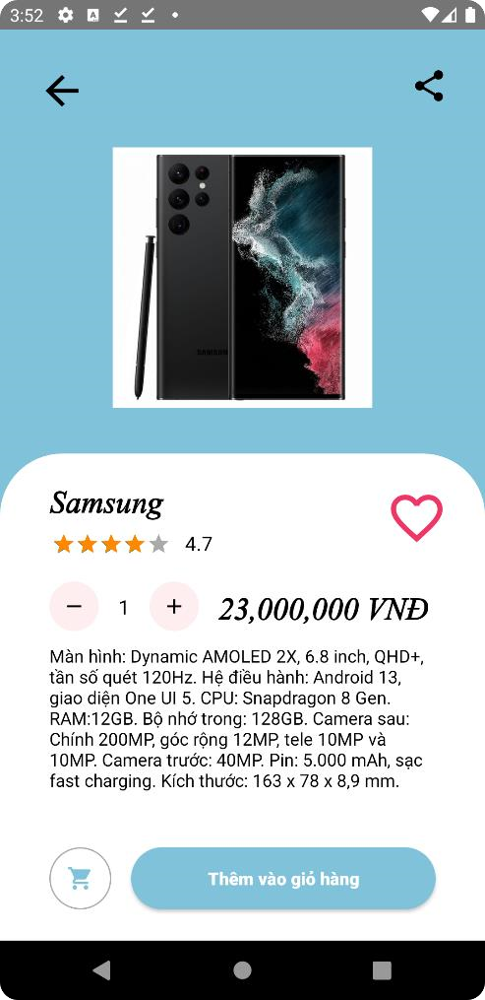 3:52
SAMSUNG
Samsung
4.7
− 1 + 23,000,000 VNĐ
Màn hình: Dynamic AMOLED 2X, 6.8 inch, QHD+,
tần số quét 120Hz. Hệ điều hành: Android 13,
giao diện One UI 5. CPU: Snapdragon 8 Gen.
RAM:12GB. Bộ nhớ trong: 128GB. Camera sau:
Chính 200MP, góc rộng 12MP, tele 10MP và
10MP. Camera trước: 40MP. Pin: 5.000 mAh, sạc
fast charging. Kích thước: 163 x 78 x 8,9 mm.
Thêm vào giỏ hàng